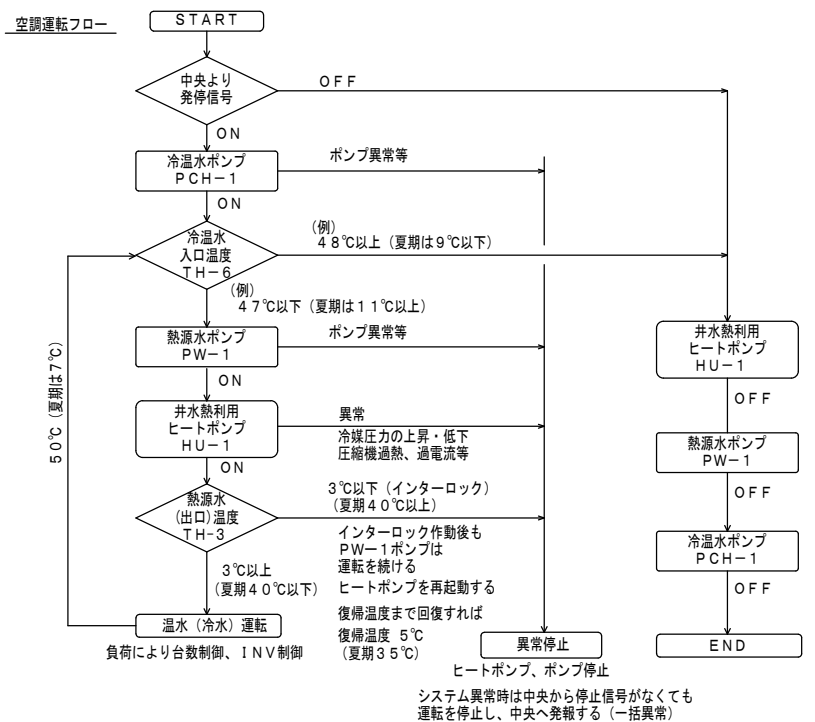 空調運転フロー
START
中央より
発停信号
OFF
ON
冷温水ポンプ
PCH－1
ポンプ異常等
ON
冷温水
入口温度
TH－6
(例)
48℃以上（夏期は9℃以下）
(例)
47℃以下（夏期は11℃以上）
熱源水ポンプ
PW－1
ポンプ異常等
ON
井水熱利用
ヒートポンプ
HU－1
異常
冷媒圧力の上昇・低下
圧縮機過熱、過電流等
ON
熱源水
(出口)温度
TH-3
3℃以下（インターロック）
（夏期40℃以上）
インターロック作動後も
PW－1ポンプは
運転を続ける
ヒートポンプを再起動する
復帰温度まで回復すれば
復帰温度 5℃
（夏期35℃）
3℃以上
（夏期40℃以下）
50℃（夏期は7℃）
温水（冷水）運転
負荷により台数制御、INV制御
異常停止
ヒートポンプ、ポンプ停止
システム異常時は中央から停止信号がなくても
運転を停止し、中央へ発報する（一括異常）
井水熱利用
ヒートポンプ
HU－1
OFF
熱源水ポンプ
PW－1
OFF
冷温水ポンプ
PCH－1
OFF
END